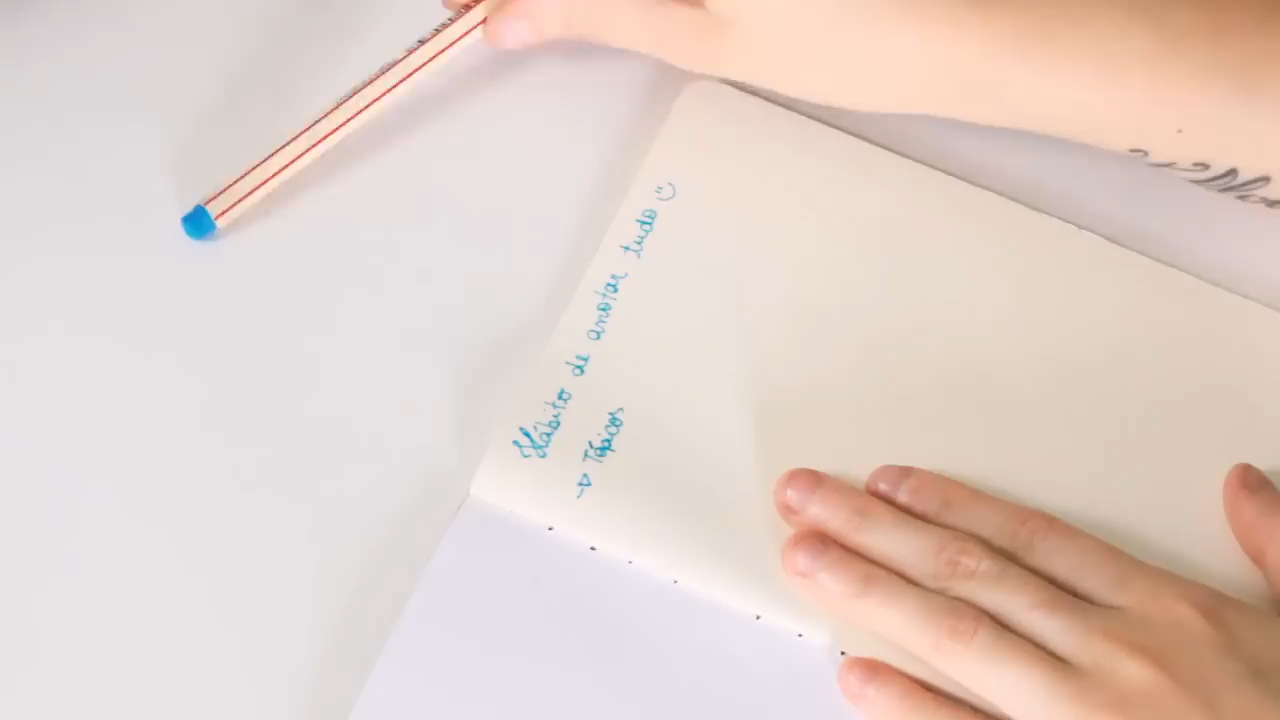 Hábito de anotar tudo :)
→ Tópicos